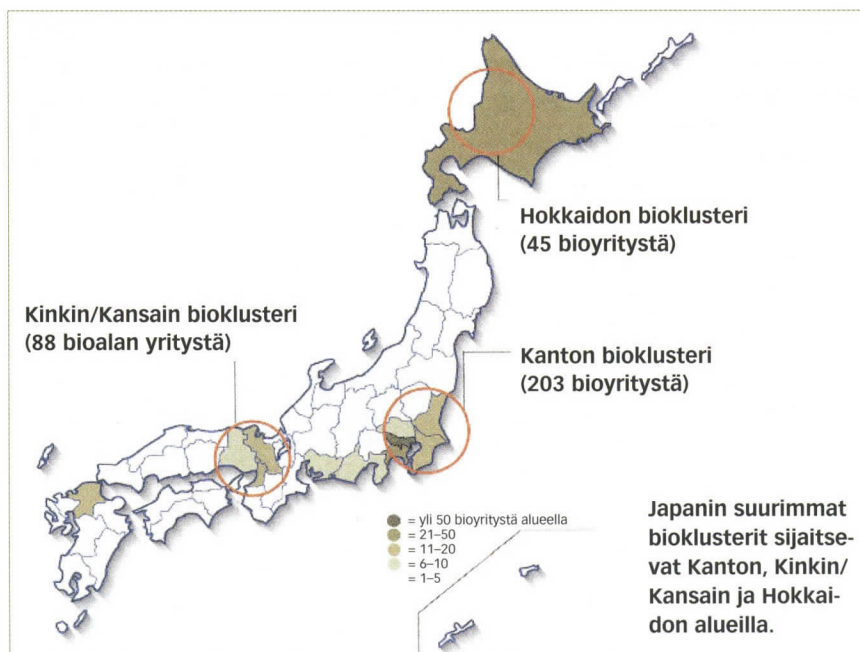 Hokkaidon bioklusteri
(45 bioyritystä)
Kinkin/Kansain bioklusteri
(88 bioalan yritystä)
Kanton bioklusteri
(203 bioyritystä)
= yli 50 bioyritystä alueella
= 21–50
= 11–20
= 6–10
= 1–5
Japanin suurimmat
bioklusterit sijaitse-
vat Kanton, Kinkin/
Kansain ja Hokkai-
don alueilla.